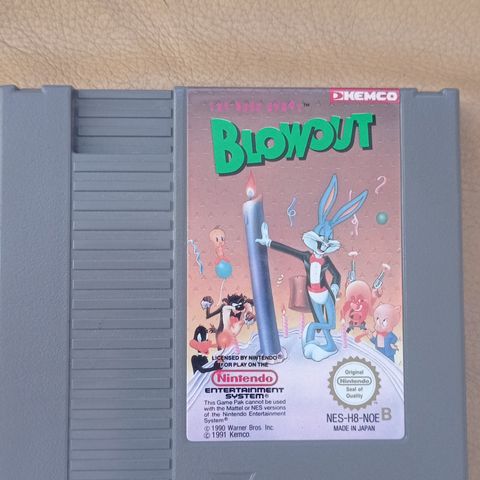 KEMCO
BLOWOUT
LICENSED BY NINTENDO®
FOR PLAY ON THE
Nintendo®
ENTERTAINMENT
SYSTEM®
This Game Pak cannot be used
with the Mattel or NES versions
of the Nintendo Entertainment
System®
© 1990 Warner Bros. Inc.
© 1991 Kemco.
Original
Nintendo
Seal of
Quality
NES-H8-NOE B
MADE IN JAPAN